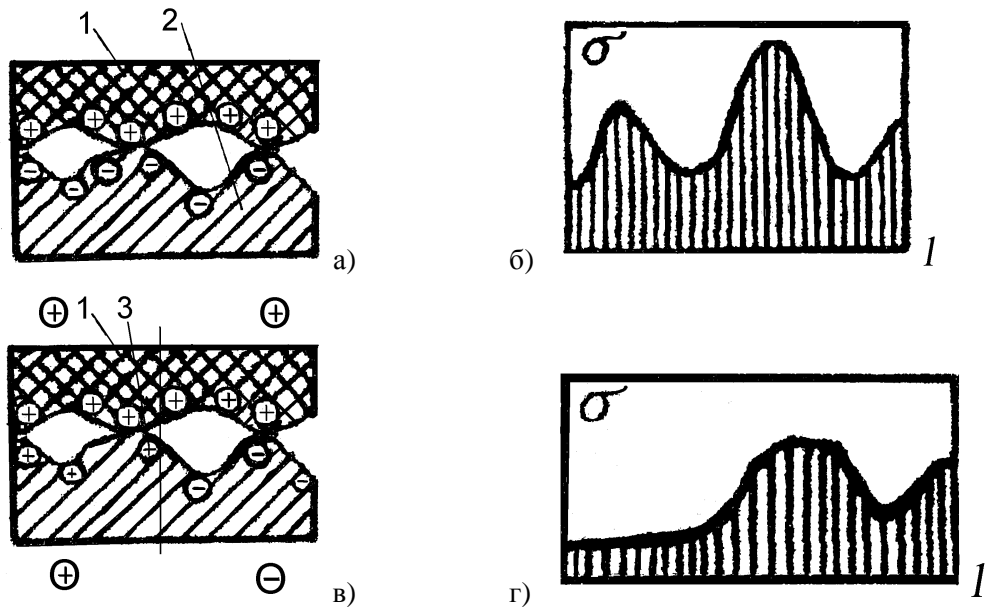 1 2
+ + + + + +
- - - - - -
а)
σ
б)
l
+ 1 3 +
+ + + + + +
+ + + - - -
+ -
в)
σ
г)
l